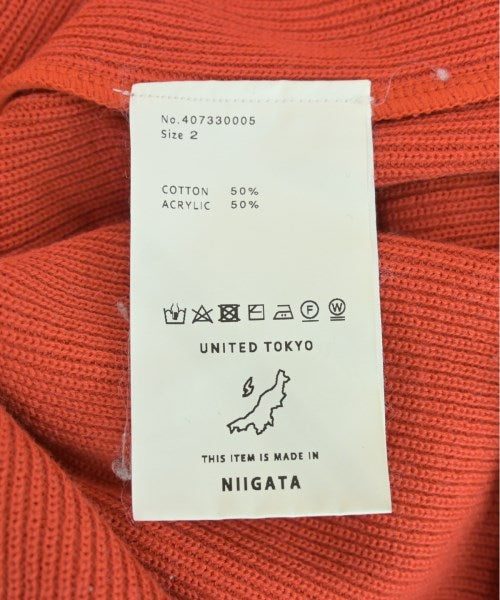 No.407330005
Size 2
COTTON 50%
ACRYLIC 50%
F W
UNITED TOKYO
THIS ITEM IS MADE IN
NIIGATA